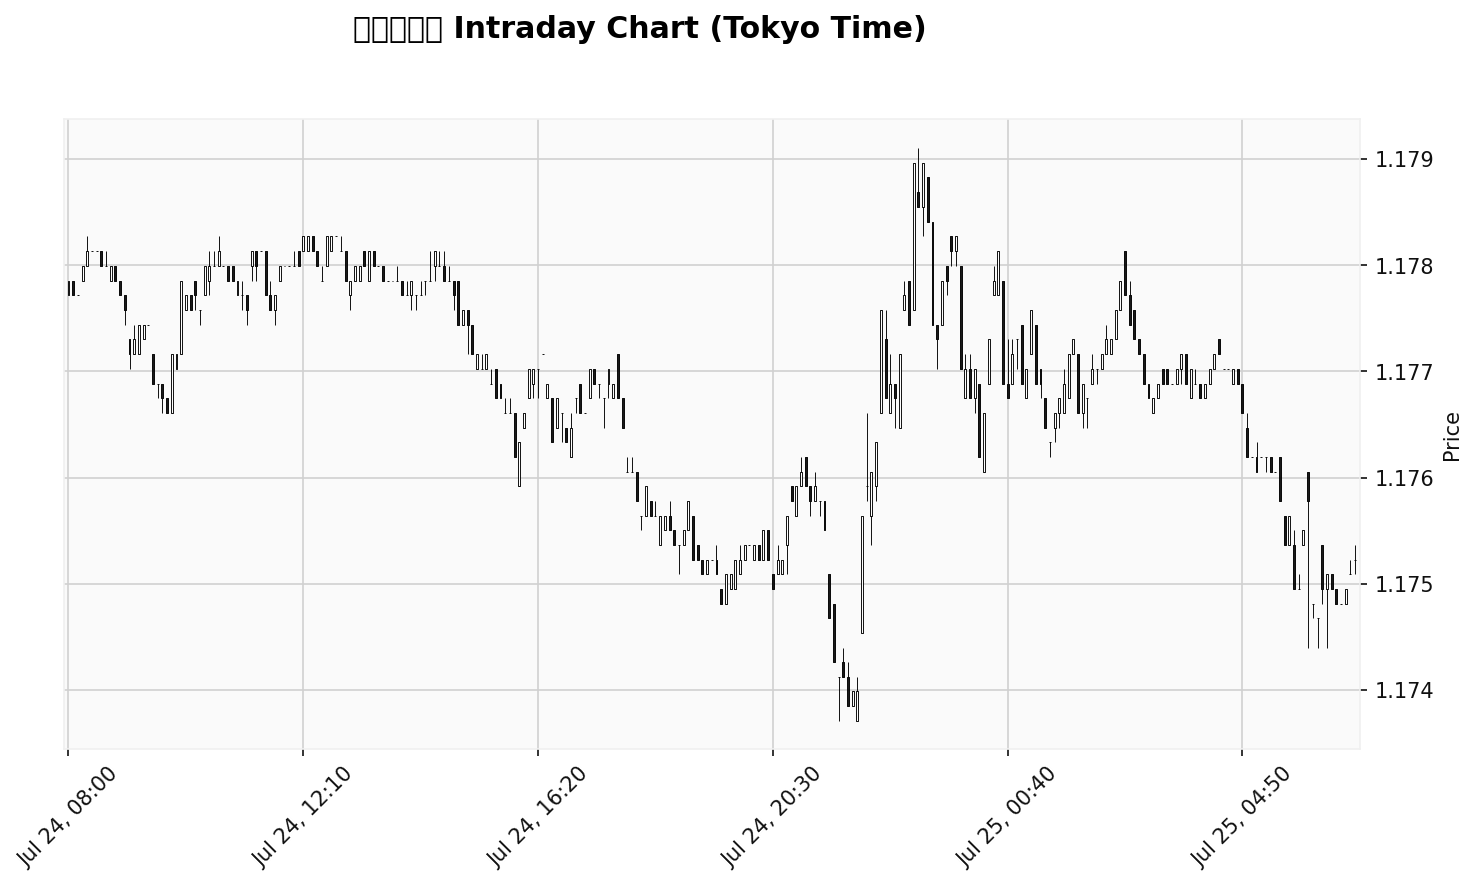 Intraday Chart (Tokyo Time)
1.179
1.178
1.177
1.176
1.175
1.174
Price
Jul 24, 08:00
Jul 24, 12:10
Jul 24, 16:20
Jul 24, 20:30
Jul 25, 00:40
Jul 25, 04:50